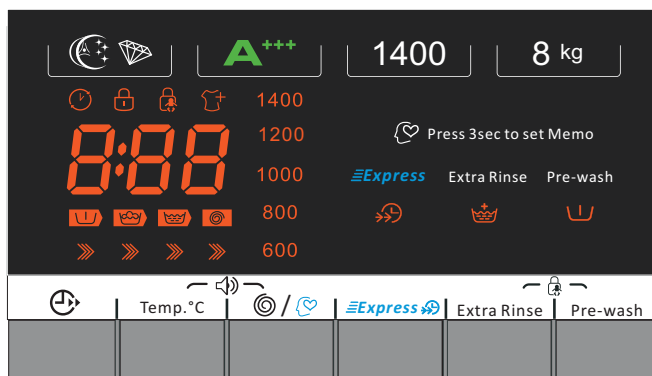 A+++ 1400 8 kg
1400
8:88 1200 Press 3sec to set Memo
1000 Express Extra Rinse Pre-wash
800
600
Temp.°C / Express Extra Rinse Pre-wash